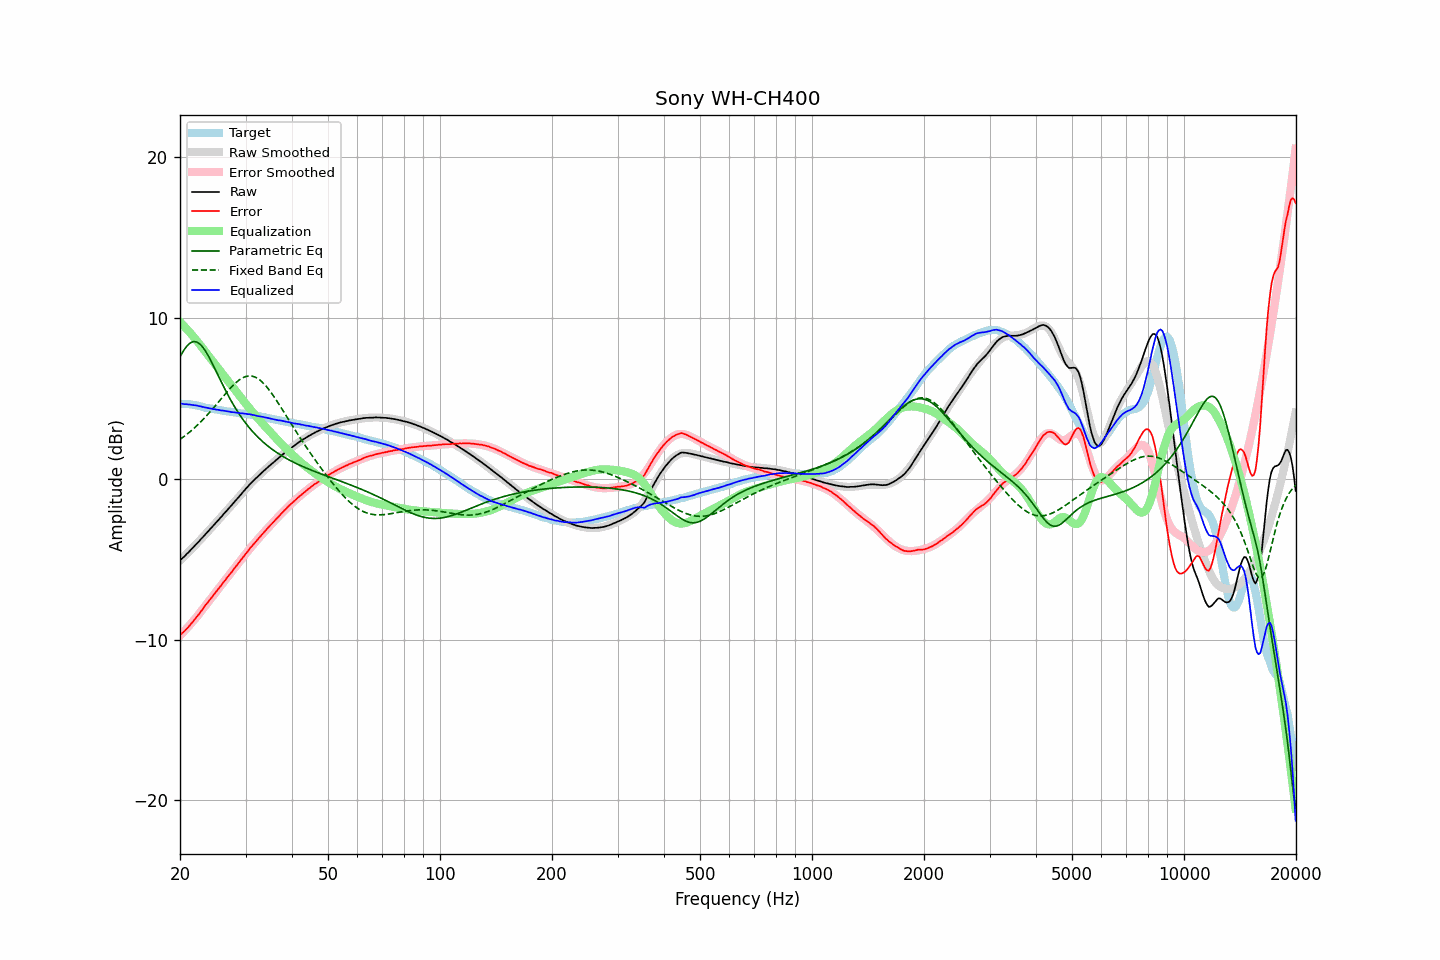 Sony WH-CH400
Target
Raw Smoothed
Error Smoothed
Raw
Error
Equalization
Parametric Eq
Fixed Band Eq
Equalized
Amplitude (dBr)
20
10
0
−10
−20
20 50 100 200 500 1000 2000 5000 10000 20000
Frequency (Hz)